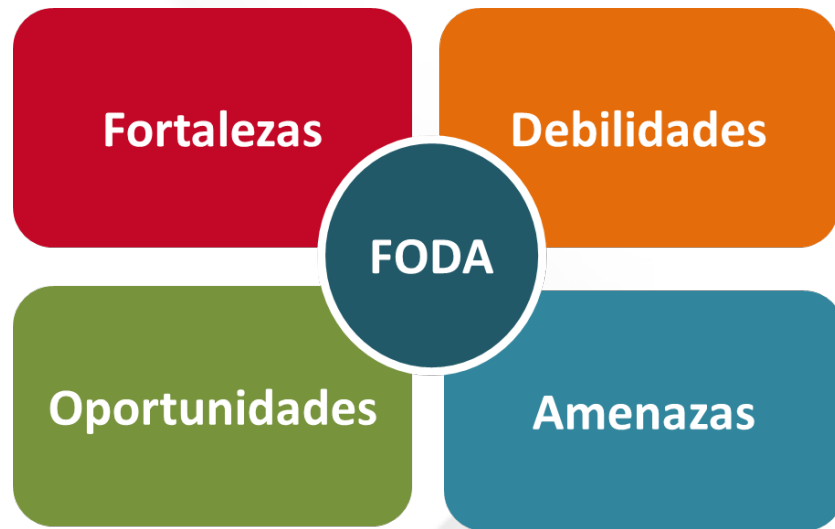 Fortalezas
Debilidades
FODA
Oportunidades
Amenazas